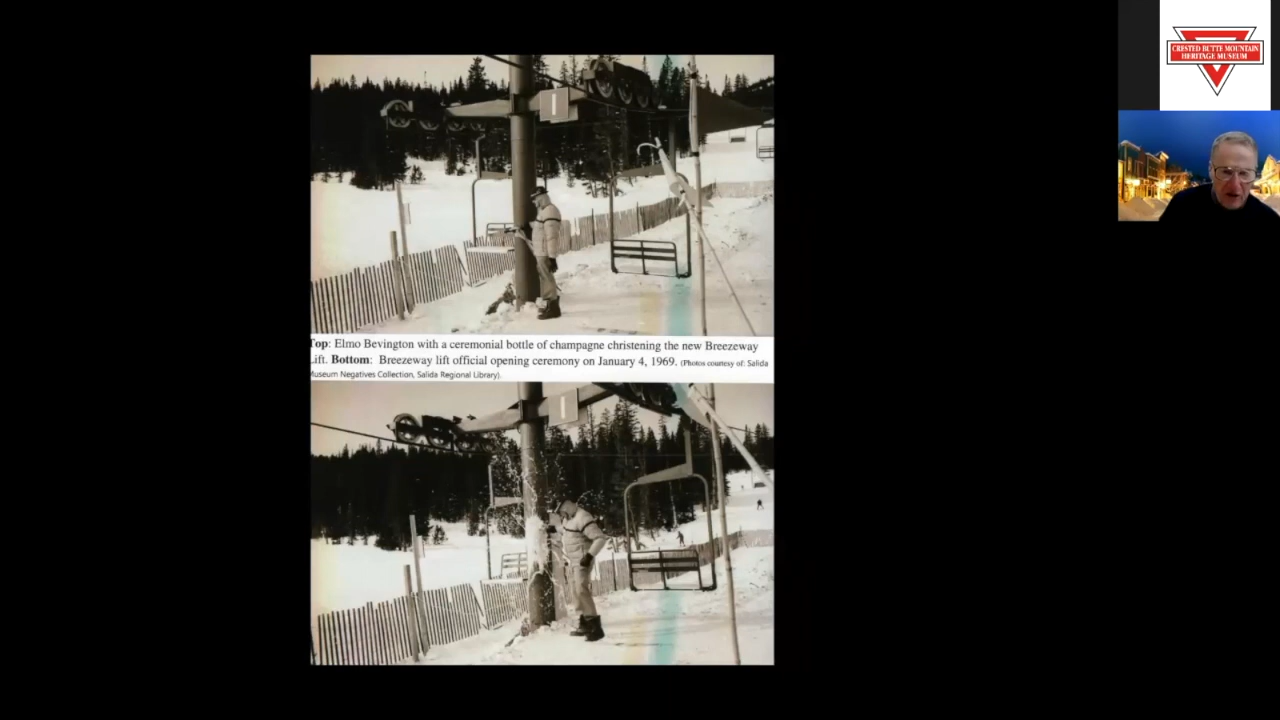 CRESTED BUTTE MOUNTAIN
HERITAGE MUSEUM
1
Top: Elmo Bevington with a ceremonial bottle of champagne christening the new Breezeway
Lift. Bottom: Breezeway lift official opening ceremony on January 4, 1969. (Photos courtesy of: Salida
Museum Negatives Collection, Salida Regional Library).
1